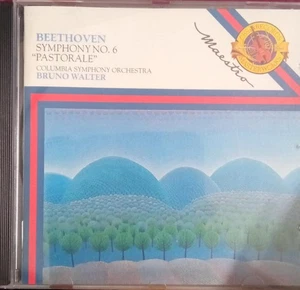 BEETHOVEN
SYMPHONY NO. 6
"PASTORALE"
COLUMBIA SYMPHONY ORCHESTRA
BRUNO WALTER
Maestro